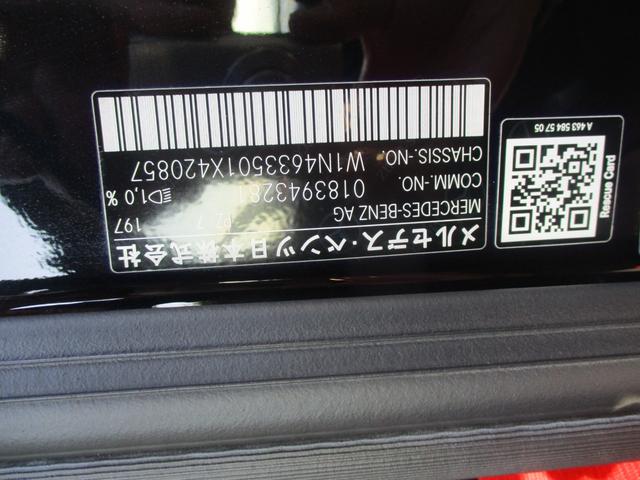 メルセデス・ベンツ日本株式会社
MERCEDES-BENZ AG 197
COMM.-NO. 0183943281 1,0 %
CHASSIS.-NO.
W1N4633501X420857
A 463 584 57 05
Rescue Card